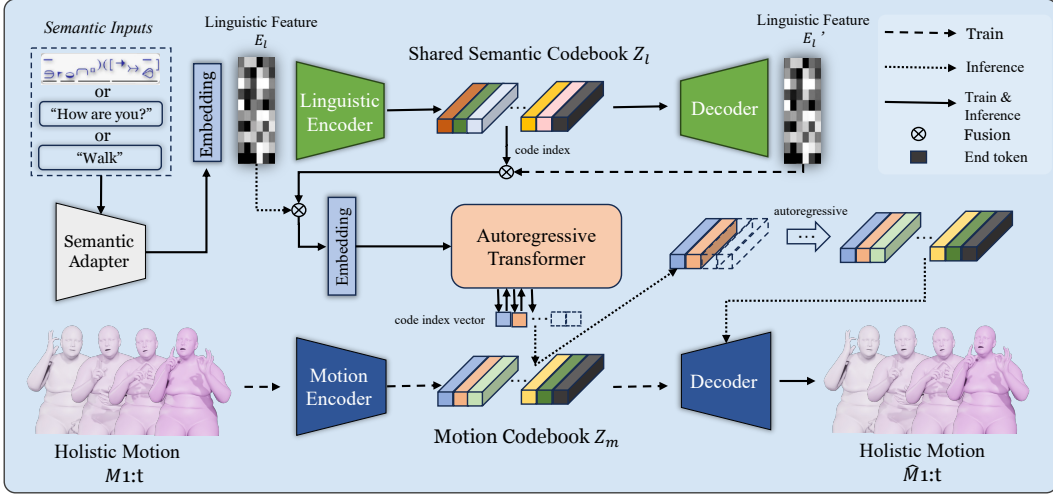 Semantic Inputs
or
“How are you?”
or
“Walk”
Semantic
Adapter
Embedding
Linguistic Feature
E_l
Linguistic
Encoder
Shared Semantic Codebook Z_l
code index
Decoder
Linguistic Feature
E_l’
Train
Inference
Train &
Inference
Fusion
End token
Embedding
Autoregressive
Transformer
code index vector
autoregressive
Holistic Motion
M1:t
Motion
Encoder
Motion Codebook Z_m
Decoder
Holistic Motion
M̂1:t